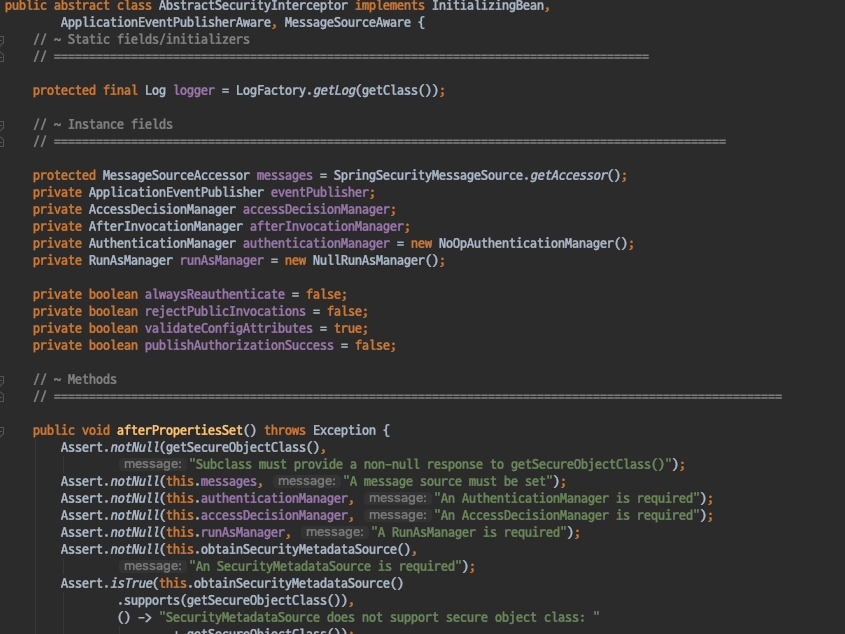 public abstract class AbstractSecurityInterceptor implements InitializingBean,
ApplicationEventPublisherAware, MessageSourceAware {
// ~ Static fields/initializers
// =====================================================================================
protected final Log logger = LogFactory.getLog(getClass());
// ~ Instance fields
// ================================================================================================
protected MessageSourceAccessor messages = SpringSecurityMessageSource.getAccessor();
private ApplicationEventPublisher eventPublisher;
private AccessDecisionManager accessDecisionManager;
private AfterInvocationManager afterInvocationManager;
private AuthenticationManager authenticationManager = new NoOpAuthenticationManager();
private RunAsManager runAsManager = new NullRunAsManager();
private boolean alwaysReauthenticate = false;
private boolean rejectPublicInvocations = false;
private boolean validateConfigAttributes = true;
private boolean publishAuthorizationSuccess = false;
// ~ Methods
// ========================================================================================================
public void afterPropertiesSet() throws Exception {
Assert.notNull(getSecureObjectClass(),
message: "Subclass must provide a non-null response to getSecureObjectClass()");
Assert.notNull(this.messages, message: "A message source must be set");
Assert.notNull(this.authenticationManager, message: "An AuthenticationManager is required");
Assert.notNull(this.accessDecisionManager, message: "An AccessDecisionManager is required");
Assert.notNull(this.runAsManager, message: "A RunAsManager is required");
Assert.notNull(this.obtainSecurityMetadataSource(),
message: "An SecurityMetadataSource is required");
Assert.isTrue(this.obtainSecurityMetadataSource()
.supports(getSecureObjectClass()),
() -> "SecurityMetadataSource does not support secure object class: "
+ getSecureObjectClass());